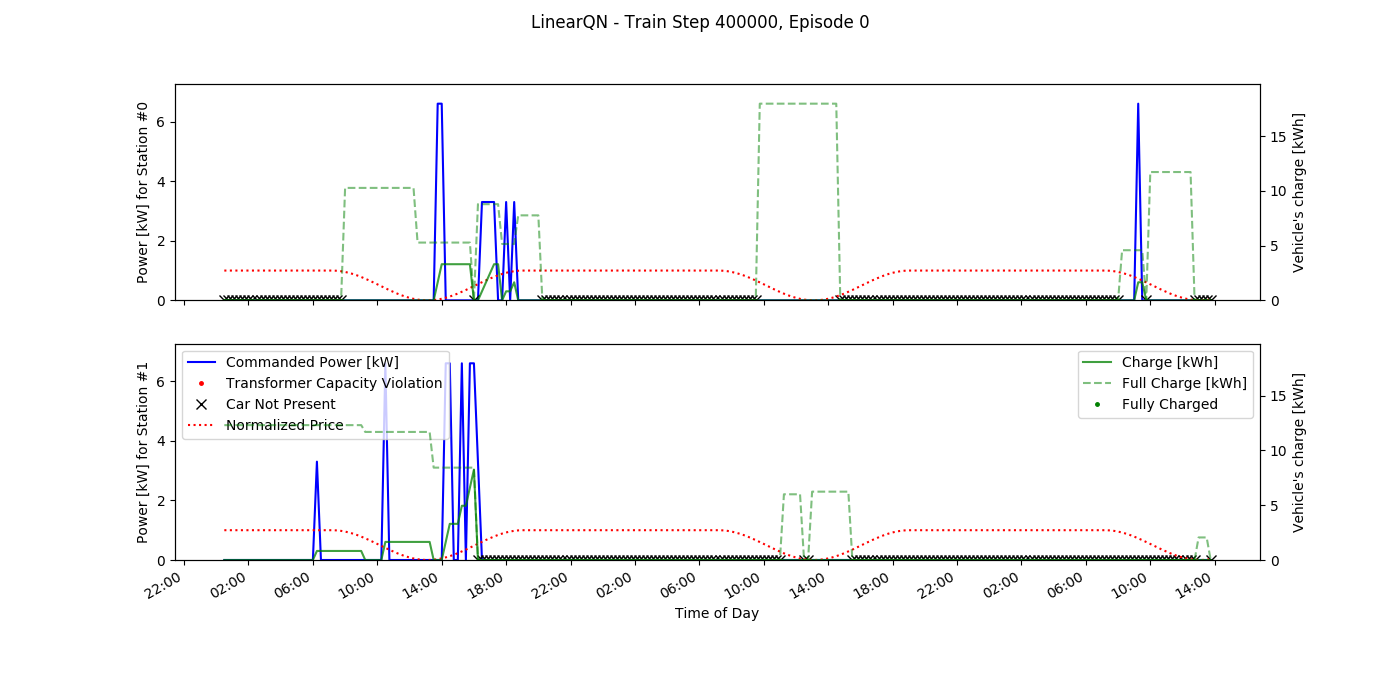 LinearQN - Train Step 400000, Episode 0
Power [kW] for Station #0
6
4
2
0
15
10
5
0
Vehicle's charge [kWh]
Power [kW] for Station #1
6
4
2
0
Commanded Power [kW]
Transformer Capacity Violation
Car Not Present
Normalized Price
Charge [kWh]
Full Charge [kWh]
Fully Charged
15
10
5
0
Vehicle's charge [kWh]
22:00 02:00 06:00 10:00 14:00 18:00 22:00 02:00 06:00 10:00 14:00 18:00 22:00 02:00 06:00 10:00 14:00
Time of Day